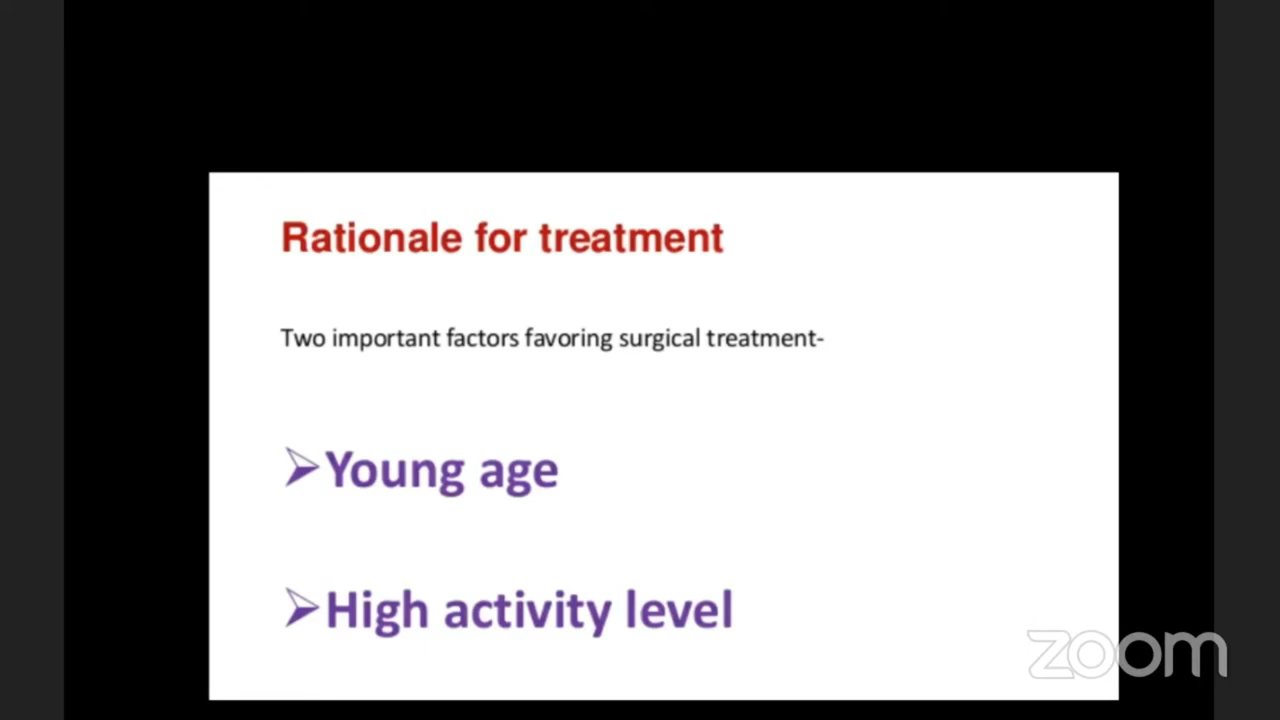 Rationale for treatment
Two important factors favoring surgical treatment-
➢Young age
➢High activity level
zoom